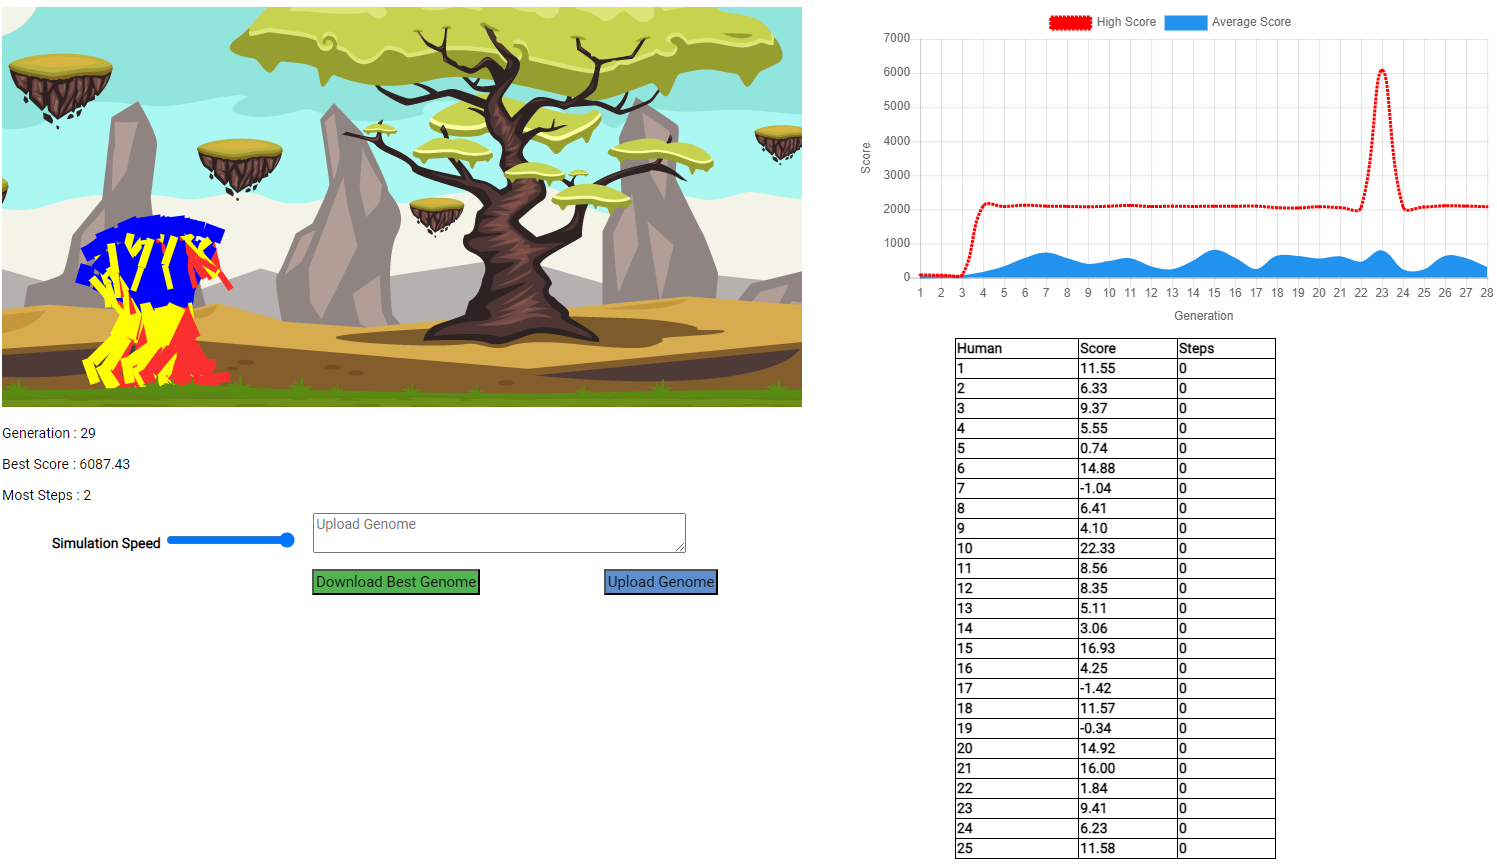 High Score Average Score
7000
6000
5000
4000
3000
2000
1000
0
Score
1 2 3 4 5 6 7 8 9 10 11 12 13 14 15 16 17 18 19 20 21 22 23 24 25 26 27 28
Generation
Generation : 29
Best Score : 6087.43
Most Steps : 2
Simulation Speed
Upload Genome
Download Best Genome
Upload Genome
Human Score Steps
1 11.55 0
2 6.33 0
3 9.37 0
4 5.55 0
5 0.74 0
6 14.88 0
7 -1.04 0
8 6.41 0
9 4.10 0
10 22.33 0
11 8.56 0
12 8.35 0
13 5.11 0
14 3.06 0
15 16.93 0
16 4.25 0
17 -1.42 0
18 11.57 0
19 -0.34 0
20 14.92 0
21 16.00 0
22 1.84 0
23 9.41 0
24 6.23 0
25 11.58 0